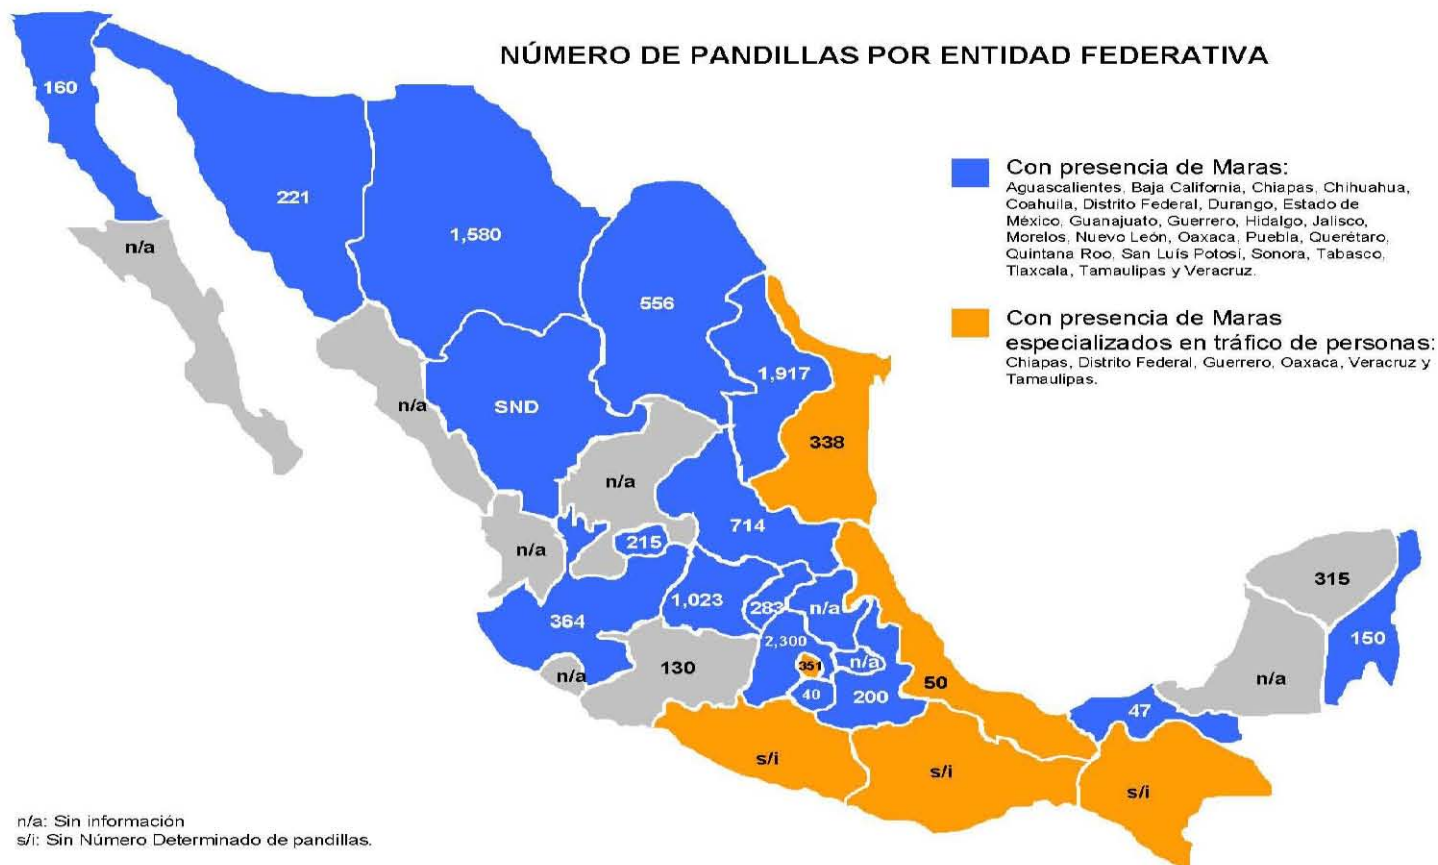 NÚMERO DE PANDILLAS POR ENTIDAD FEDERATIVA
160
221
1,580
n/a
556
1,917
n/a
SND
338
n/a
714
n/a
215
1,023
283
n/a
364
2,300
n/a
130
351
n/a
40
200
50
s/i
s/i
s/i
47
315
150
n/a
Con presencia de Maras:
Aguascalientes, Baja California, Chiapas, Chihuahua,
Coahuila, Distrito Federal, Durango, Estado de
México, Guanajuato, Guerrero, Hidalgo, Jalisco,
Morelos, Nuevo León, Oaxaca, Puebla, Querétaro,
Quintana Roo, San Luís Potosí, Sonora, Tabasco,
Tlaxcala, Tamaulipas y Veracruz.
Con presencia de Maras
especializados en tráfico de personas:
Chiapas, Distrito Federal, Guerrero, Oaxaca, Veracruz y
Tamaulipas.
n/a: Sin información
s/i: Sin Número Determinado de pandillas.